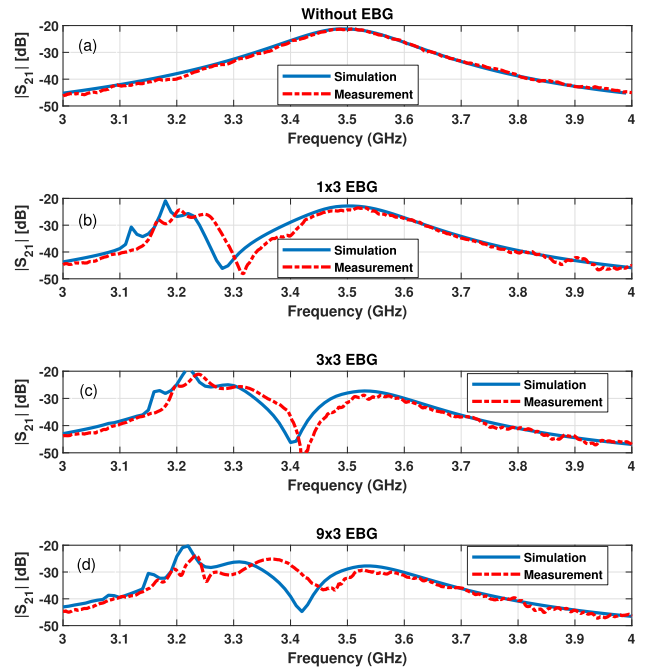 Without EBG
(a)
|S21| [dB]
-20
-30
-40
-50
Simulation
Measurement
3 3.1 3.2 3.3 3.4 3.5 3.6 3.7 3.8 3.9 4
Frequency (GHz)
1x3 EBG
(b)
|S21| [dB]
-20
-30
-40
-50
Simulation
Measurement
3 3.1 3.2 3.3 3.4 3.5 3.6 3.7 3.8 3.9 4
Frequency (GHz)
3x3 EBG
(c)
|S21| [dB]
-20
-30
-40
-50
Simulation
Measurement
3 3.1 3.2 3.3 3.4 3.5 3.6 3.7 3.8 3.9 4
Frequency (GHz)
9x3 EBG
(d)
|S21| [dB]
-20
-30
-40
-50
Simulation
Measurement
3 3.1 3.2 3.3 3.4 3.5 3.6 3.7 3.8 3.9 4
Frequency (GHz)